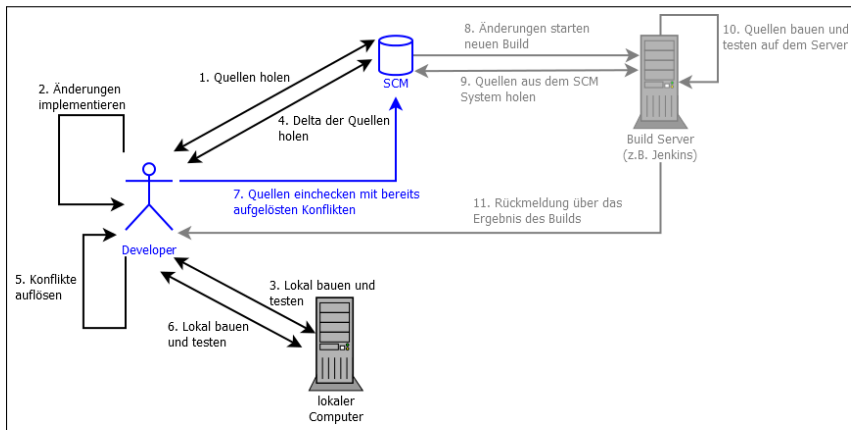 8. Änderungen starten
neuen Build
10. Quellen bauen und
testen auf dem Server
1. Quellen holen
SCM
9. Quellen aus dem SCM
System holen
2. Änderungen
implementieren
4. Delta der Quellen
holen
Build Server
(z.B. Jenkins)
7. Quellen einchecken mit bereits
aufgelösten Konflikten
11. Rückmeldung über das
Ergebnis des Builds
Developer
5. Konflikte
auflösen
3. Lokal bauen und
testen
6. Lokal bauen
und testen
lokaler
Computer